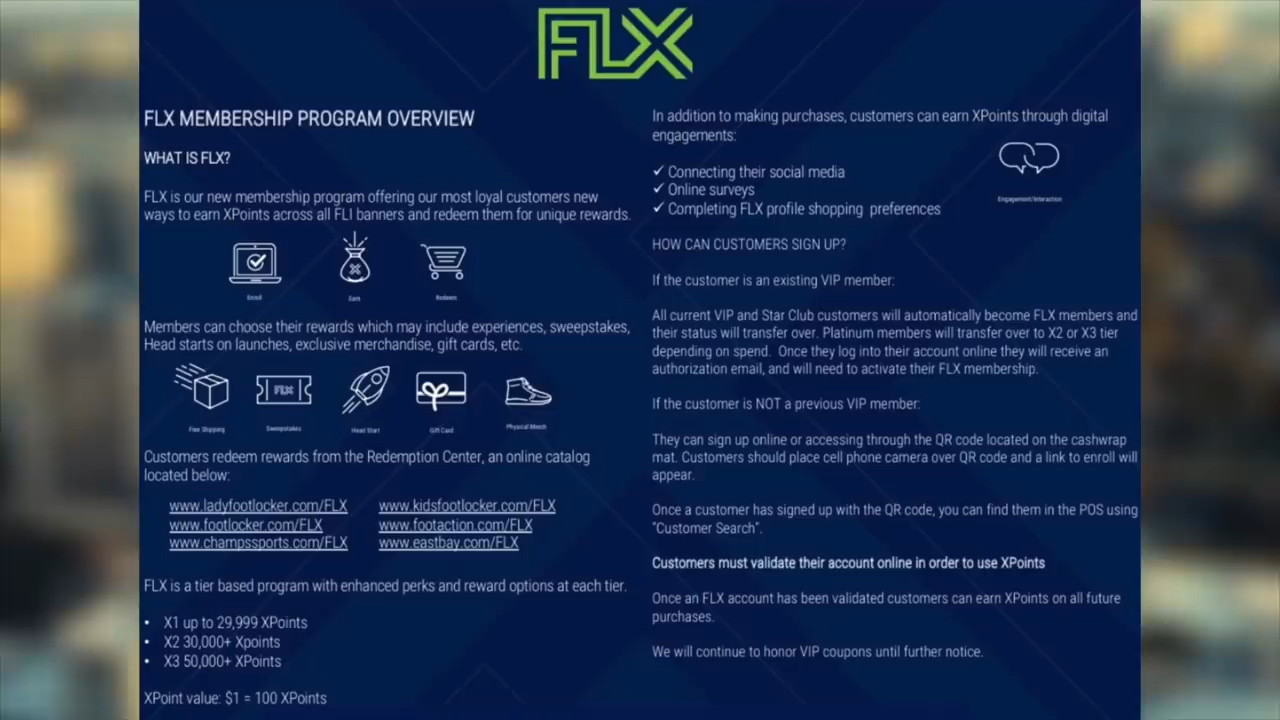 FLX
FLX MEMBERSHIP PROGRAM OVERVIEW
WHAT IS FLX?
FLX is our new membership program offering our most loyal customers new
ways to earn XPoints across all FLI banners and redeem them for unique rewards.
Enroll
Earn
Redeem
Members can choose their rewards which may include experiences, sweepstakes,
Head starts on launches, exclusive merchandise, gift cards, etc.
FLX
Free Shipping
Sweepstakes
Head Start
Gift Card
Physical Merch
Customers redeem rewards from the Redemption Center, an online catalog
located below:
www.ladyfootlocker.com/FLX www.kidsfootlocker.com/FLX
www.footlocker.com/FLX www.footaction.com/FLX
www.champssports.com/FLX www.eastbay.com/FLX
FLX is a tier based program with enhanced perks and reward options at each tier.
• X1 up to 29,999 XPoints
• X2 30,000+ Xpoints
• X3 50,000+ XPoints
XPoint value: $1 = 100 XPoints
In addition to making purchases, customers can earn XPoints through digital
engagements:
✓ Connecting their social media
✓ Online surveys
✓ Completing FLX profile shopping preferences
Engagement/Interaction
HOW CAN CUSTOMERS SIGN UP?
If the customer is an existing VIP member:
All current VIP and Star Club customers will automatically become FLX members and
their status will transfer over. Platinum members will transfer over to X2 or X3 tier
depending on spend. Once they log into their account online they will receive an
authorization email, and will need to activate their FLX membership.
If the customer is NOT a previous VIP member:
They can sign up online or accessing through the QR code located on the cashwrap
mat. Customers should place cell phone camera over QR code and a link to enroll will
appear.
Once a customer has signed up with the QR code, you can find them in the POS using
"Customer Search".
Customers must validate their account online in order to use XPoints
Once an FLX account has been validated customers can earn XPoints on all future
purchases.
We will continue to honor VIP coupons until further notice.